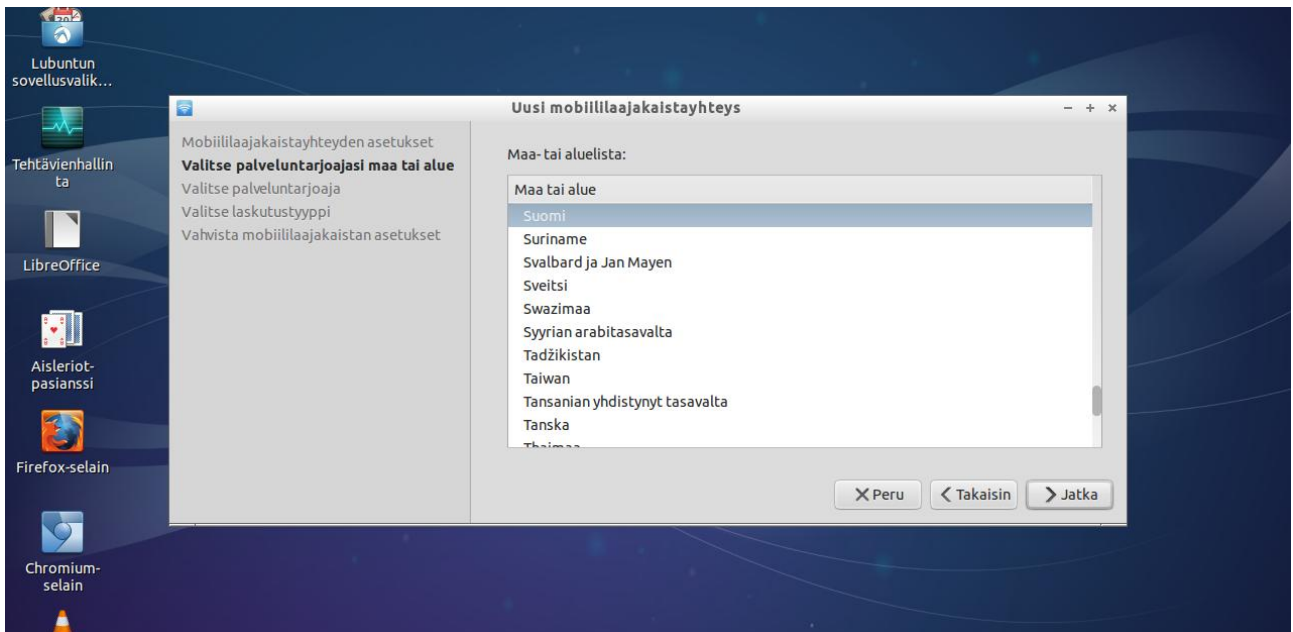 Lubuntun
sovellusvalik...
Tehtävienhallin
ta
LibreOffice
Aisleriot-
pasianssi
Firefox-selain
Chromium-
selain
Uusi mobiililaajakaistayhteys
Mobiililaajakaistayhteyden asetukset
Valitse palveluntarjoajasi maa tai alue
Valitse palveluntarjoaja
Valitse laskutustyyppi
Vahvista mobiililaajakaistan asetukset
Maa- tai aluelista:
Maa tai alue
Suomi
Suriname
Svalbard ja Jan Mayen
Sveitsi
Swazimaa
Syyrian arabitasavalta
Tadžikistan
Taiwan
Tansanian yhdistynyt tasavalta
Tanska
Thaimaa
Peru
Takaisin
Jatka